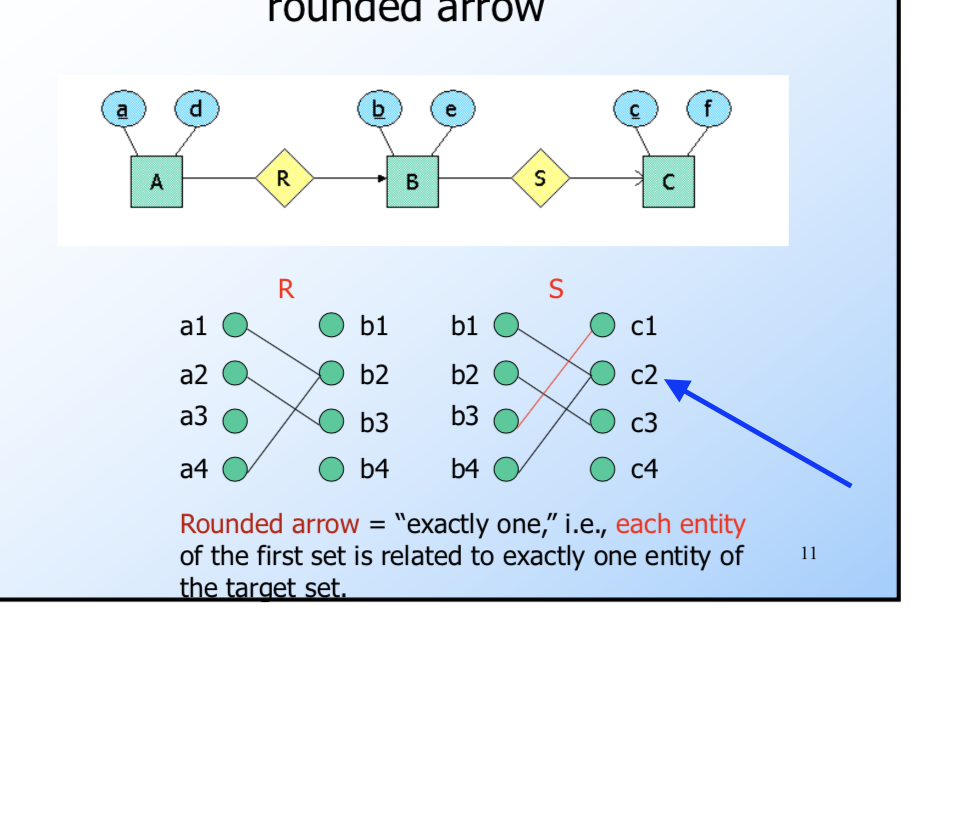 rounded arrow
a d b e c f
A R B S C
R S
a1 b1 b1 c1
a2 b2 b2 c2
a3 b3 b3 c3
a4 b4 b4 c4
Rounded arrow = “exactly one,” i.e., each entity
of the first set is related to exactly one entity of
the target set.
11